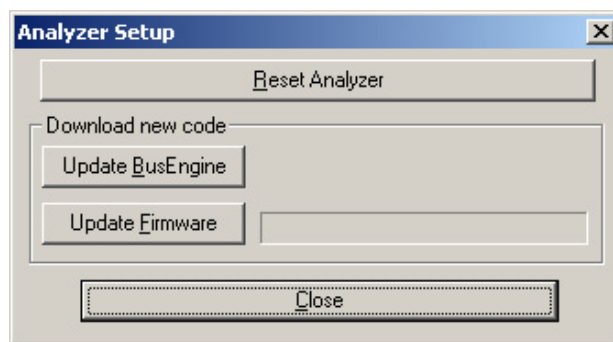 Analyzer Setup
Reset Analyzer
Download new code
Update BusEngine
Update Firmware
Close